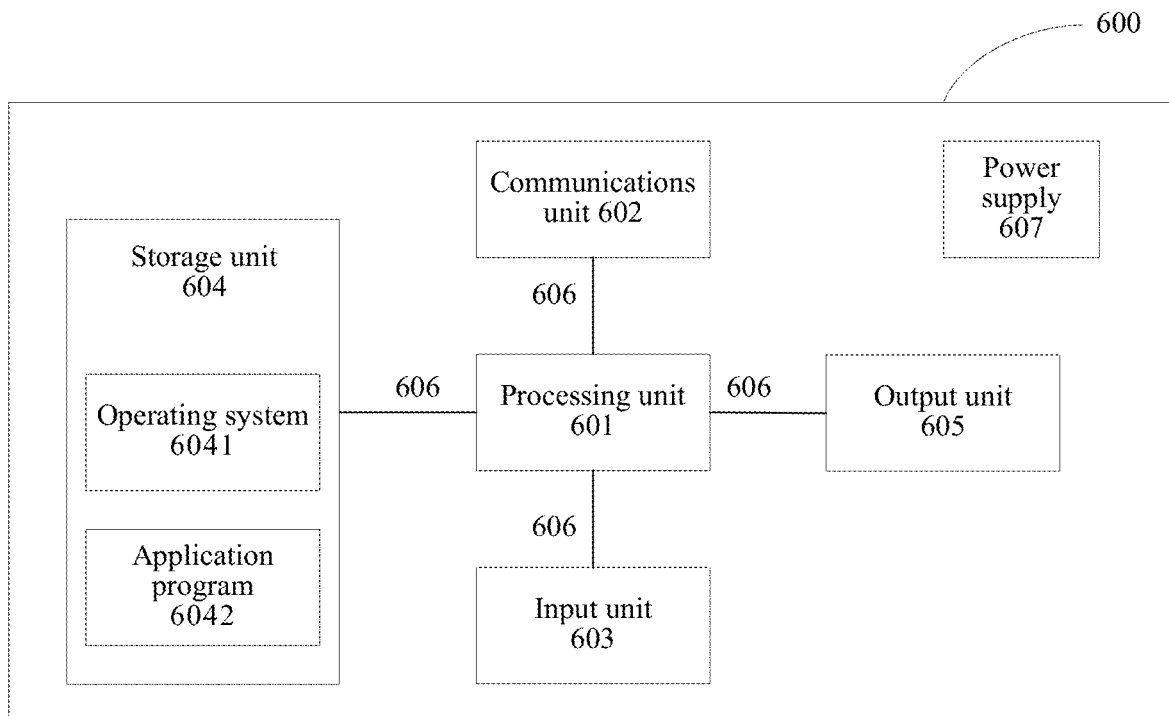 600
Communications
unit 602
Power
supply
607
Storage unit
604
606
Operating system
6041
606
Processing unit
601
606
Output unit
605
606
Application
program
6042
Input unit
603